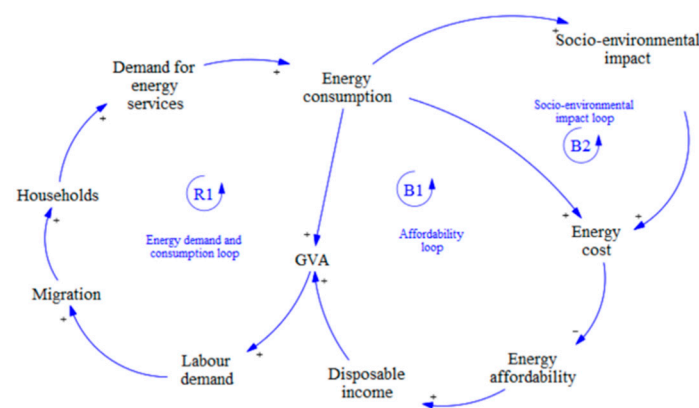 Socio-environmental
impact
Demand for
energy
services
Energy
consumption
Socio-environmental
impact loop
B2
R1
B1
Households
Energy demand and
consumption loop
Affordability
loop
Energy
cost
GVA
Migration
Labour
demand
Disposable
income
Energy
affordability
+
+
+
+
+
+
+
+
+
+
+
−